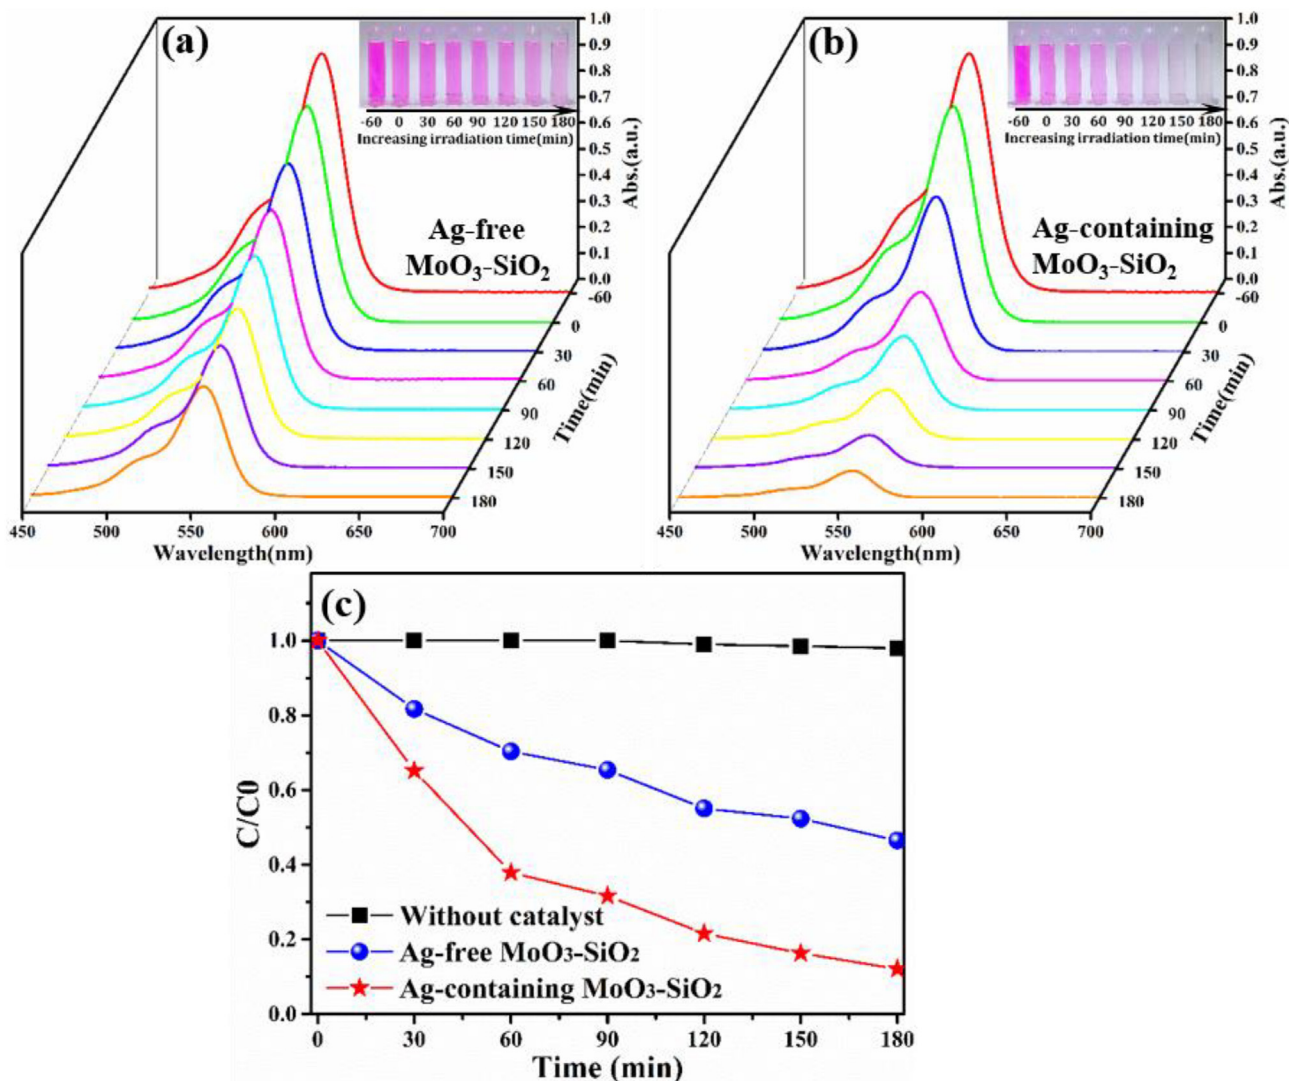 (a)
-60 0 30 60 90 120 150 180
Increasing irradiation time(min)
Ag-free
MoO3-SiO2
1.0
0.9
0.8
0.7
0.6
0.5
0.4
0.3
0.2
0.1
0.0
Abs.(a.u.)
-60
0
30
60
90
120
150
180
Time(min)
450 500 550 600 650 700
Wavelength(nm)
(b)
-60 0 30 60 90 120 150 180
Increasing irradiation time(min)
Ag-containing
MoO3-SiO2
1.0
0.9
0.8
0.7
0.6
0.5
0.4
0.3
0.2
0.1
0.0
Abs.(a.u.)
-60
0
30
60
90
120
150
180
Time(min)
450 500 550 600 650 700
Wavelength(nm)
(c)
1.0
0.8
0.6
0.4
0.2
0.0
C/C0
Without catalyst
Ag-free MoO3-SiO2
Ag-containing MoO3-SiO2
0 30 60 90 120 150 180
Time (min)